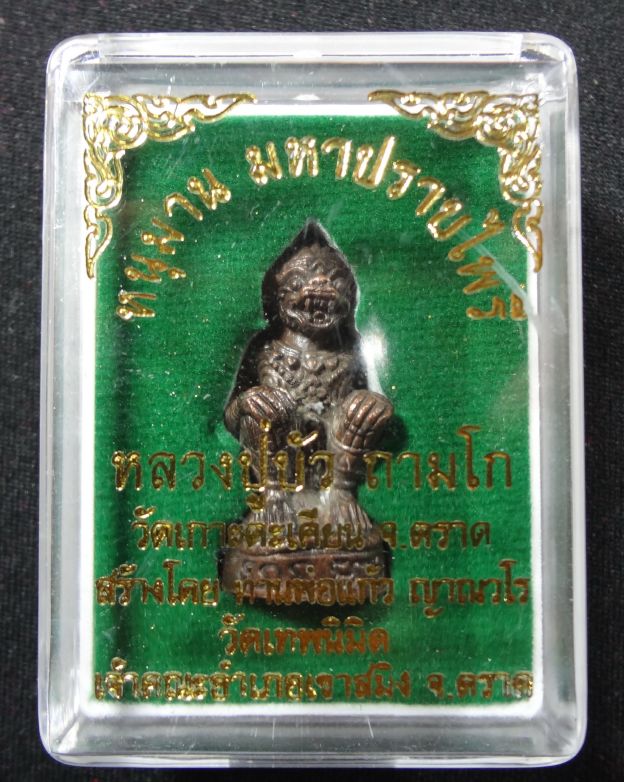 หนุมาน มหาปราบไพรี
หลวงปู่บัว ถามโก
วัดเกาะตะเคียน จ.ตราด
สร้างโดย ท่านพ่อแก้ว ญาณวโร
วัดเทพนิมิต
เจ้าคณะอำเภอเขาสมิง จ.ตราด